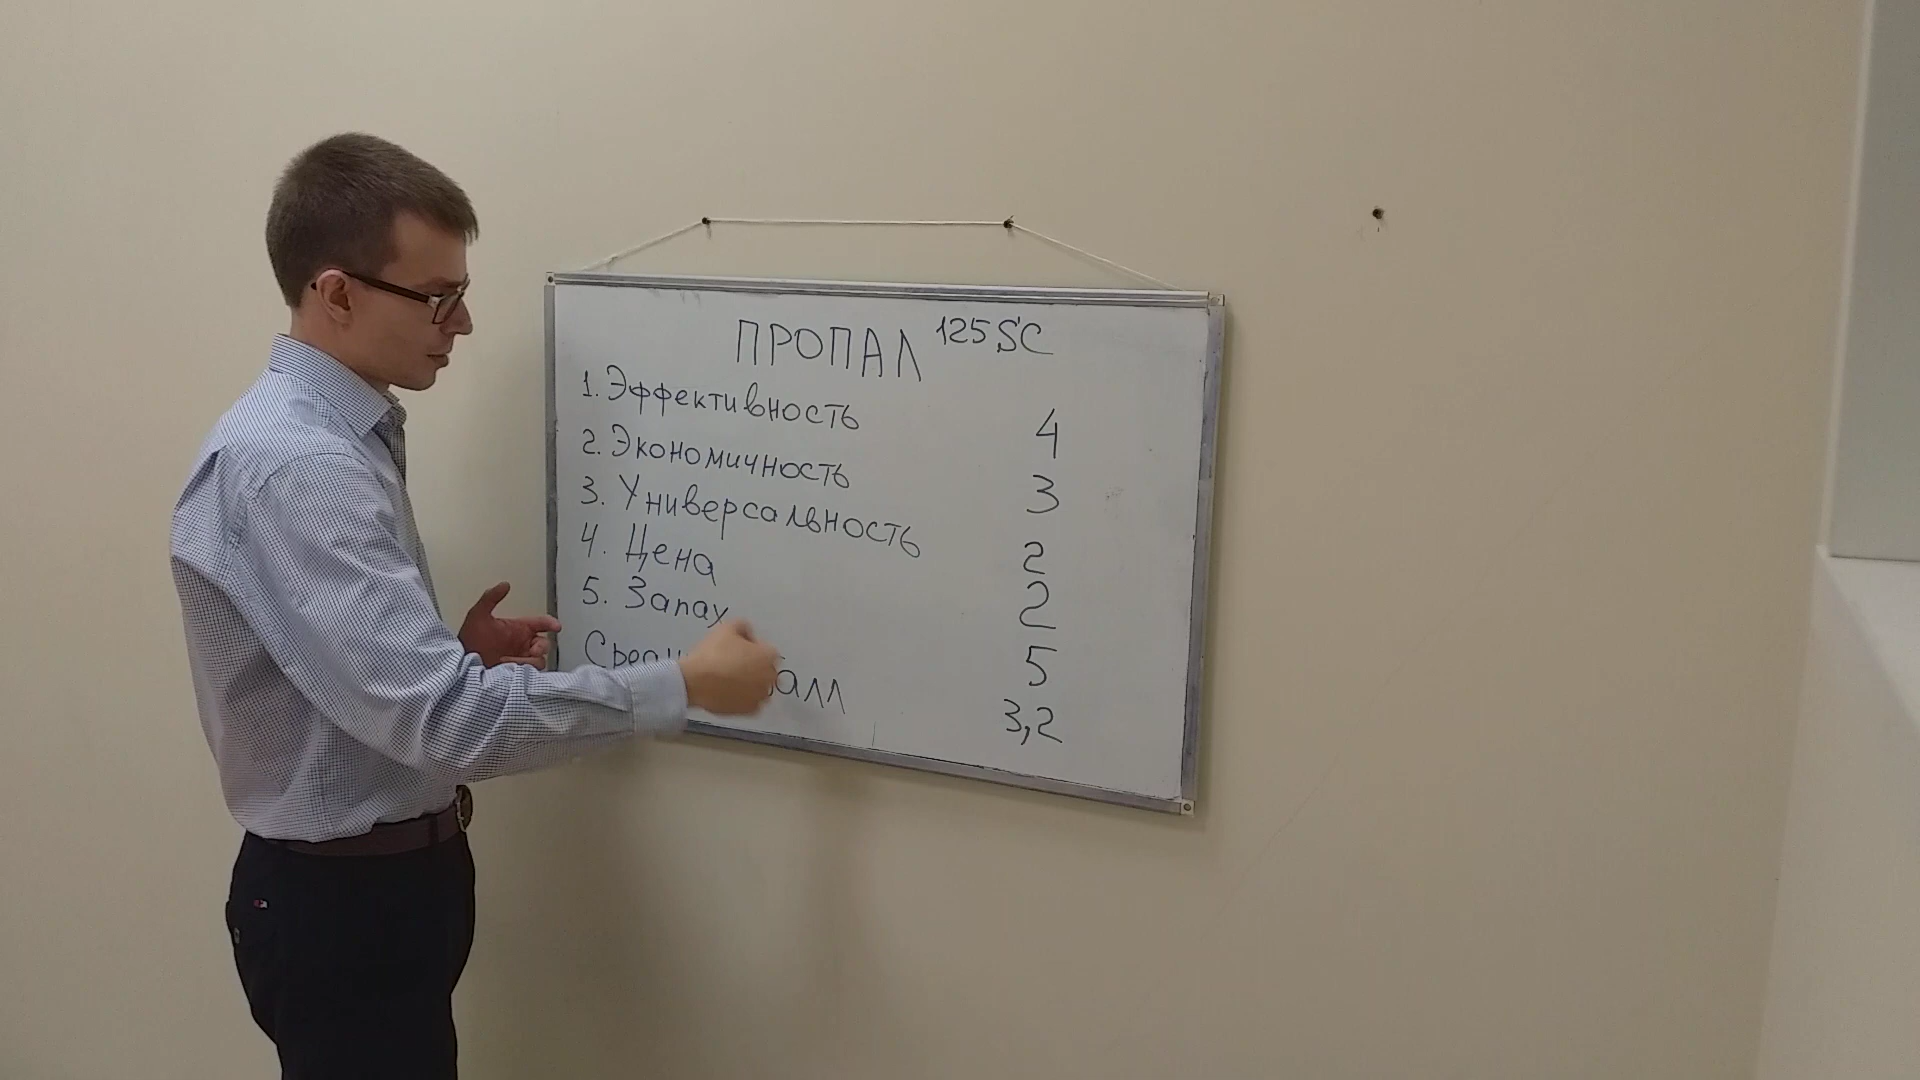 ПРОПАЛ 125 SC
1. Эффективность 4
2. Экономичность 3
3. Универсальность 2
4. Цена 2
5. Запах 5
3,2